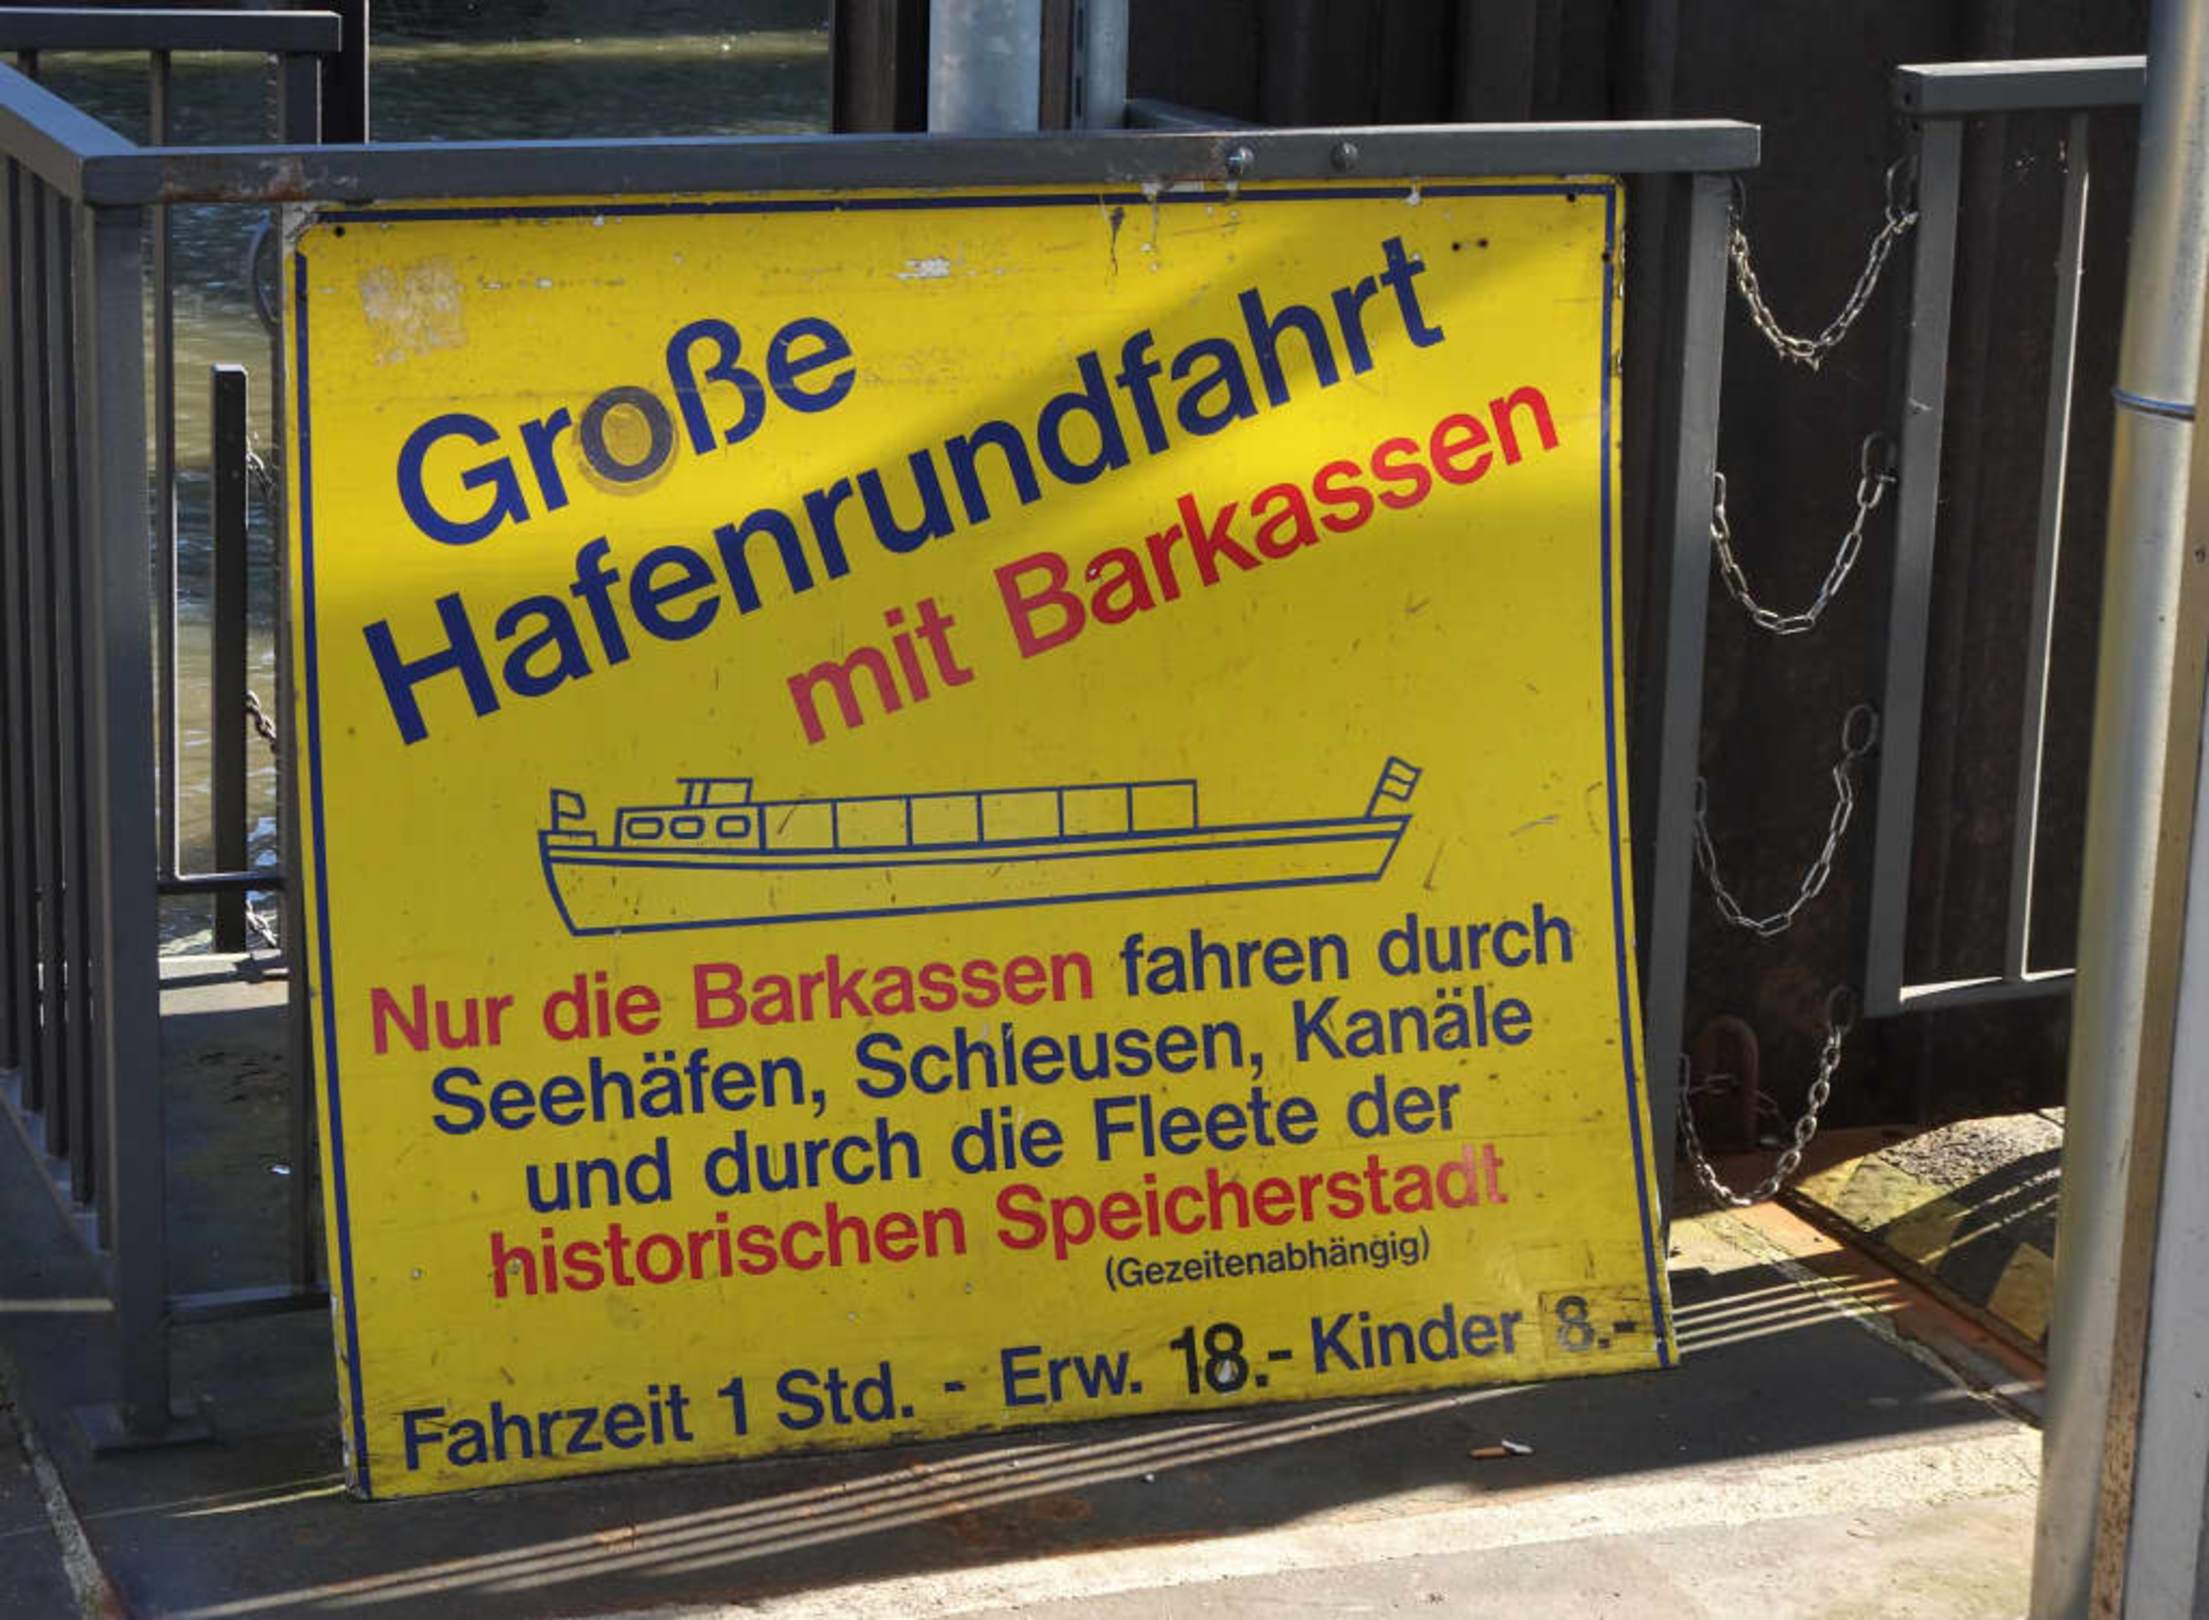 Große
Hafenrundfahrt
mit Barkassen
Nur die Barkassen fahren durch
Seehäfen, Schleusen, Kanäle
und durch die Fleete der
historischen Speicherstadt
(Gezeitenabhängig)
Fahrzeit 1 Std. - Erw. 18.- Kinder 8.-